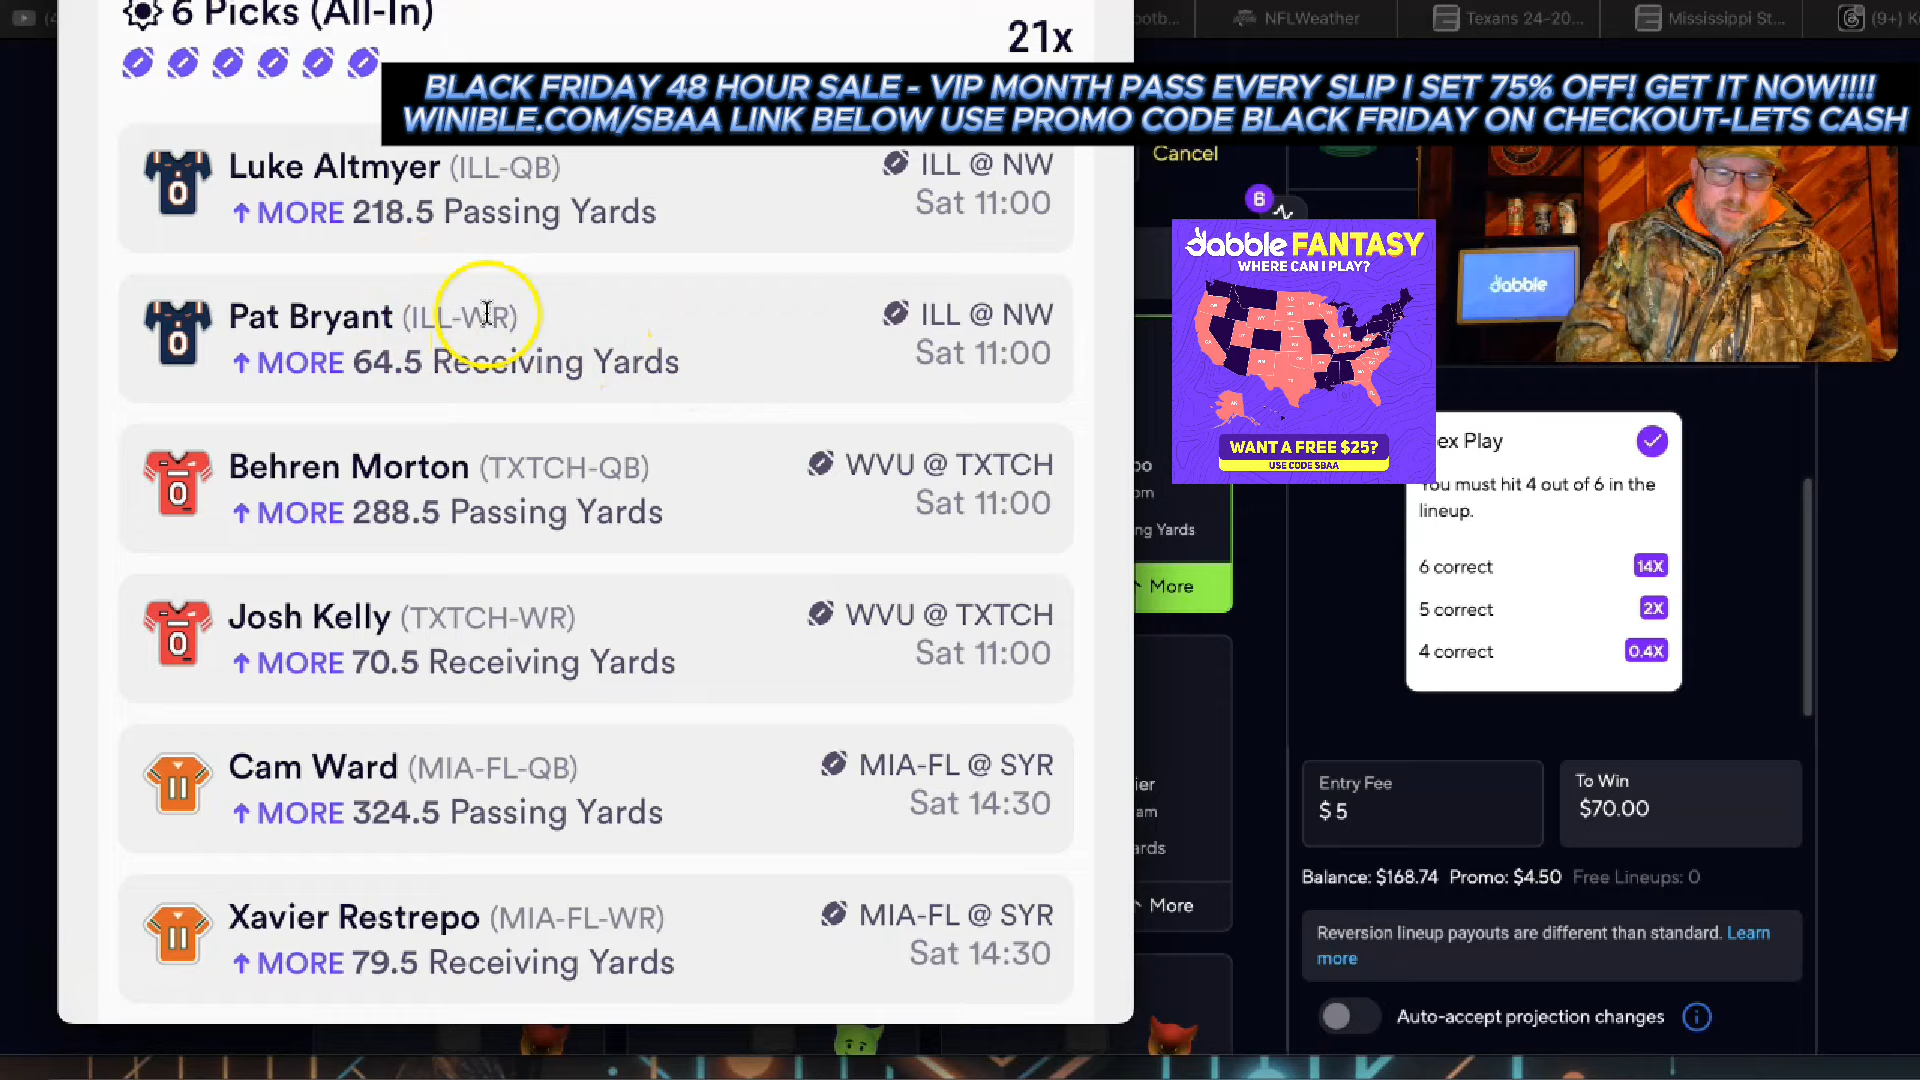 NFLWeather
Texans 24-20...
Mississippi St...
6 Picks (All-In)
21x
BLACK FRIDAY 48 HOUR SALE - VIP MONTH PASS EVERY SLIP I SET 75% OFF! GET IT NOW!!!!
WINIBLE.COM/SBAA LINK BELOW USE PROMO CODE BLACK FRIDAY ON CHECKOUT-LETS CASH
Cancel
6
Luke Altmyer (ILL-QB)
ILL @ NW
↑ MORE 218.5 Passing Yards
Sat 11:00
Pat Bryant (ILL-WR)
ILL @ NW
↑ MORE 64.5 Receiving Yards
Sat 11:00
Behren Morton (TXTCH-QB)
WVU @ TXTCH
↑ MORE 288.5 Passing Yards
Sat 11:00
Josh Kelly (TXTCH-WR)
WVU @ TXTCH
↑ MORE 70.5 Receiving Yards
Sat 11:00
Cam Ward (MIA-FL-QB)
MIA-FL @ SYR
↑ MORE 324.5 Passing Yards
Sat 14:30
Xavier Restrepo (MIA-FL-WR)
MIA-FL @ SYR
↑ MORE 79.5 Receiving Yards
Sat 14:30
dabble FANTASY
WHERE CAN I PLAY?
WANT A FREE $25?
USE CODE SBAA
dabble
ng Yards
More
ards
More
ex Play
You must hit 4 out of 6 in the
lineup.
6 correct 14X
5 correct 2X
4 correct 0.4X
Entry Fee
$ 5
To Win
$70.00
Balance: $168.74 Promo: $4.50 Free Lineups: 0
Reversion lineup payouts are different than standard. Learn
more
Auto-accept projection changes